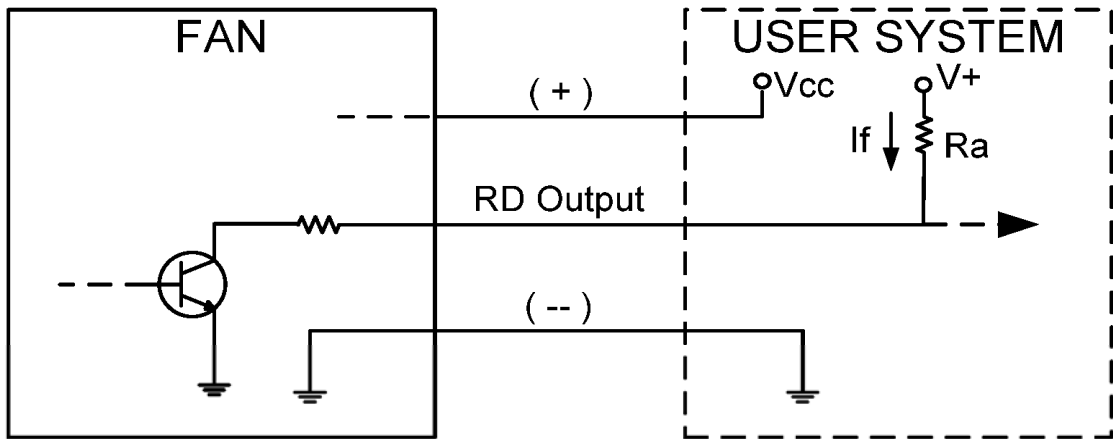 FAN
USER SYSTEM
( + )
Vcc
V+
If
Ra
RD Output
( -- )